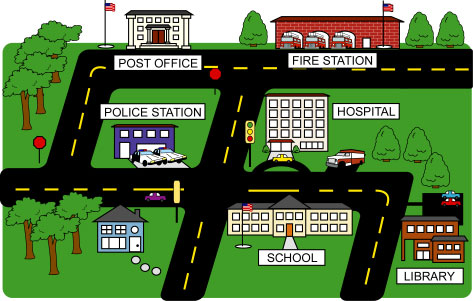 POST OFFICE
FIRE STATION
POLICE STATION
HOSPITAL
SCHOOL
LIBRARY